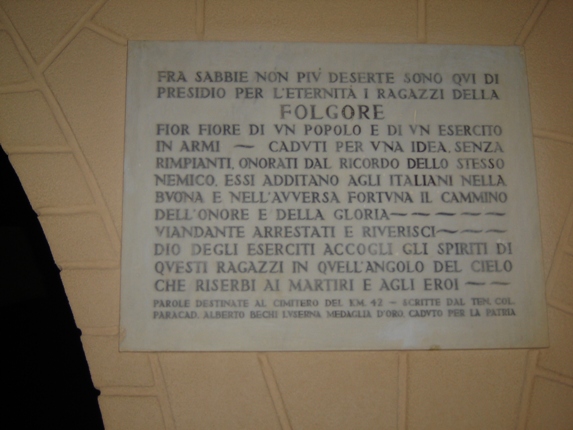 FRA SABBIE NON PIV DESERTE SONO QVI DI
PRESIDIO PER L'ETERNITÀ I RAGAZZI DELLA
FOLGORE
FIOR FIORE DI VN POPOLO E DI VN ESERCITO
IN ARMI — CADVTI PER VNA IDEA, SENZA
RIMPIANTI, ONORATI DAL RICORDO DELLO STESSO
NEMICO, ESSI ADDITANO AGLI ITALIANI NELLA
BVONA E NELL'AVVERSA FORTVNA IL CAMMINO
DELL'ONORE E DELLA GLORIA—————
VIANDANTE ARRESTATI E RIVERISCI———
DIO DEGLI ESERCITI ACCOGLI GLI SPIRITI DI
QVESTI RAGAZZI IN QVELL'ANGOLO DEL CIELO
CHE RISERBI AI MARTIRI E AGLI EROI ——
PAROLE DESTINATE AL CIMITERO DEL KM. 42 — SCRITTE DAL TEN. COL.
PARACAD. ALBERTO BECHI LVSERNA, MEDAGLIA D'ORO, CADVTO PER LA PATRIA